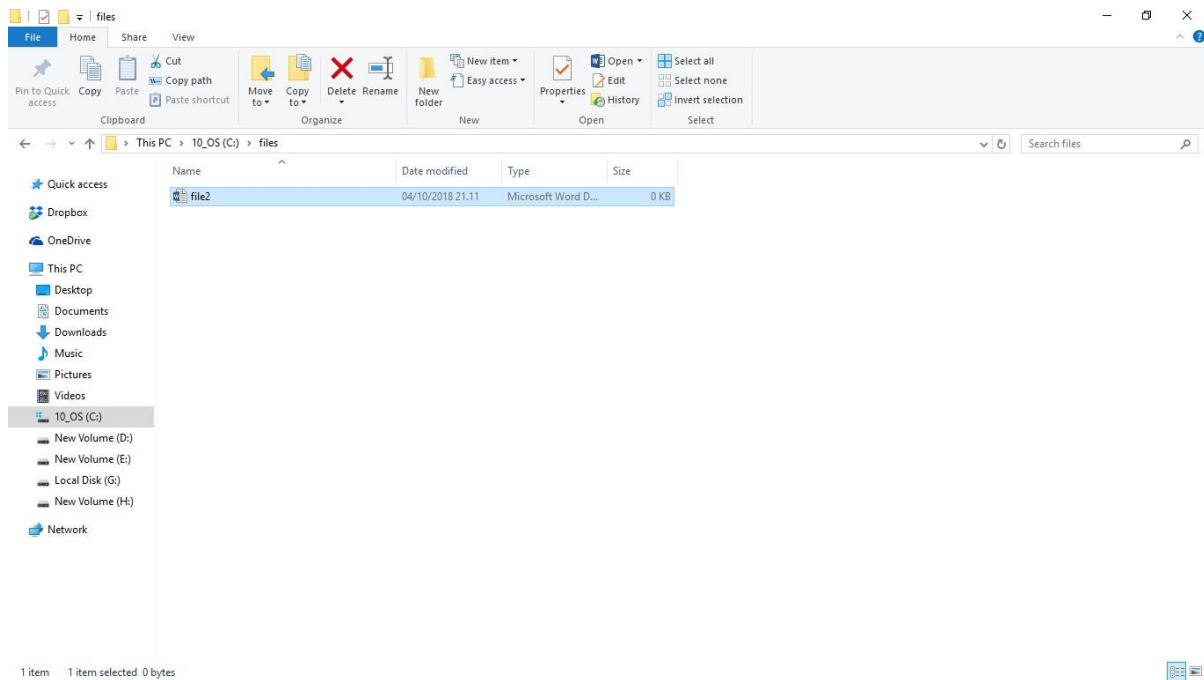 files
File Home Share View
Pin to Quick access
Copy
Paste
Cut
Copy path
Paste shortcut
Clipboard
Move to
Copy to
Delete
Rename
Organize
New folder
New item
Easy access
New
Properties
Open
Edit
History
Open
Select all
Select none
Invert selection
Select
This PC > 10_OS (C:) > files
Search files
Name Date modified Type Size
file2 04/10/2018 21.11 Microsoft Word D... 0 KB
Quick access
Dropbox
OneDrive
This PC
Desktop
Documents
Downloads
Music
Pictures
Videos
10_OS (C:)
New Volume (D:)
New Volume (E:)
Local Disk (G:)
New Volume (H:)
Network
1 item 1 item selected 0 bytes